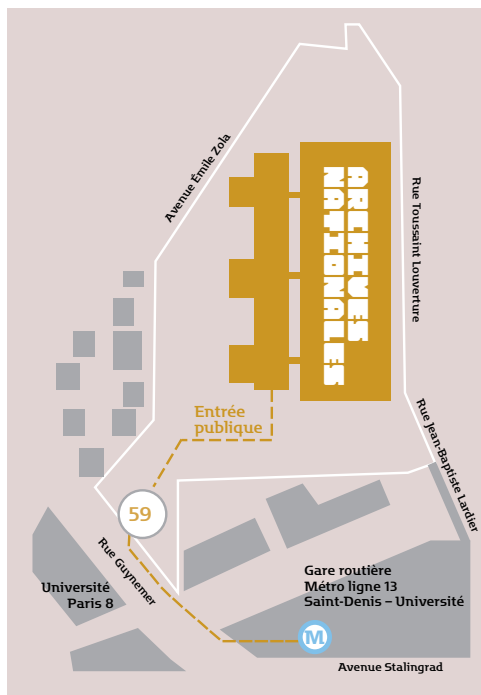 Avenue Émile Zola
ARCHIVES
NATIONALES
Rue Toussaint Louverture
Entrée
publique
Rue Jean-Baptiste Lardier
59
Rue Guynemer
Université
Paris 8
Gare routière
Métro ligne 13
Saint-Denis – Université
M
Avenue Stalingrad